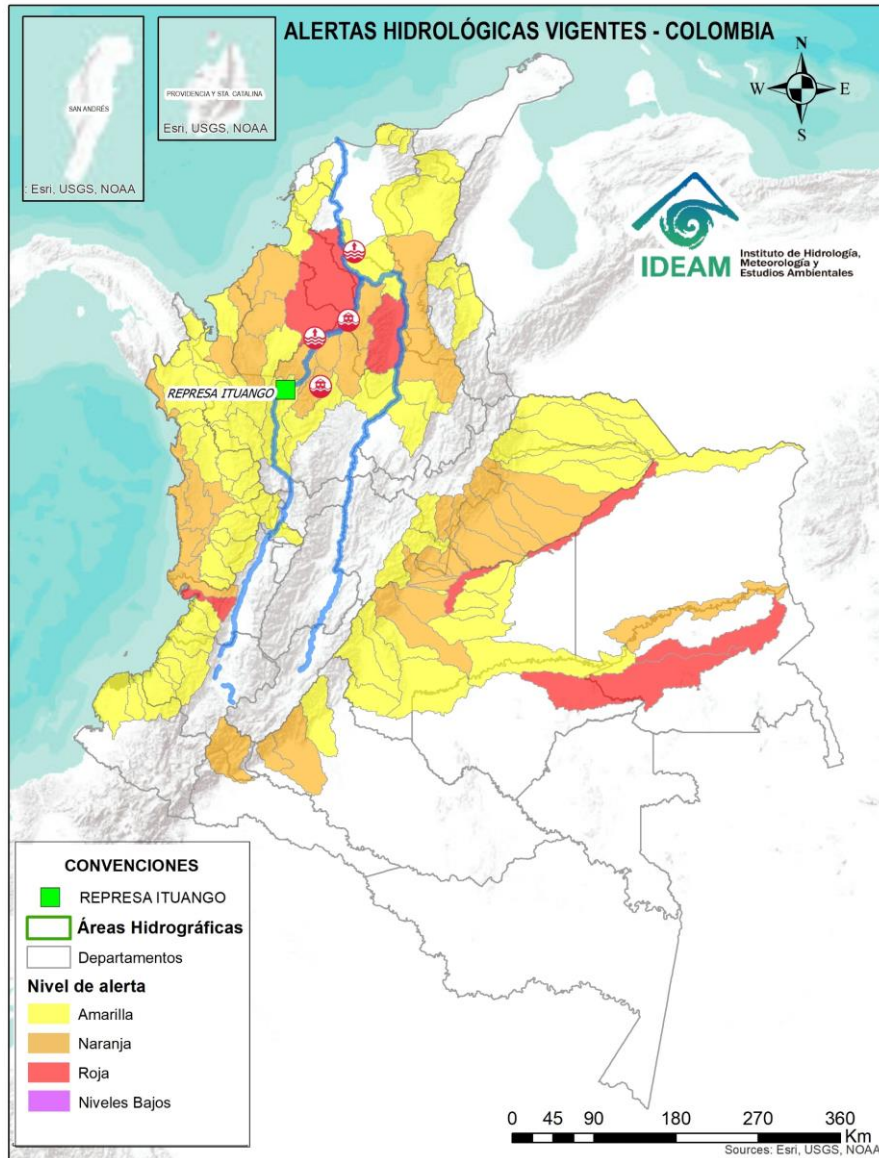 ALERTAS HIDROLÓGICAS VIGENTES - COLOMBIA
SAN ANDRÉS
: Esri, USGS, NOAA
PROVIDENCIA Y STA. CATALINA
Esri, USGS, NOAA
N
W
E
S
IDEAM
Instituto de Hidrología,
Meteorología y
Estudios Ambientales
REPRESA ITUANGO
CONVENCIONES
REPRESA ITUANGO
Áreas Hidrográficas
Departamentos
Nivel de alerta
Amarilla
Naranja
Roja
Niveles Bajos
0 45 90 180 270 360
Km
Sources: Esri, USGS, NOAA